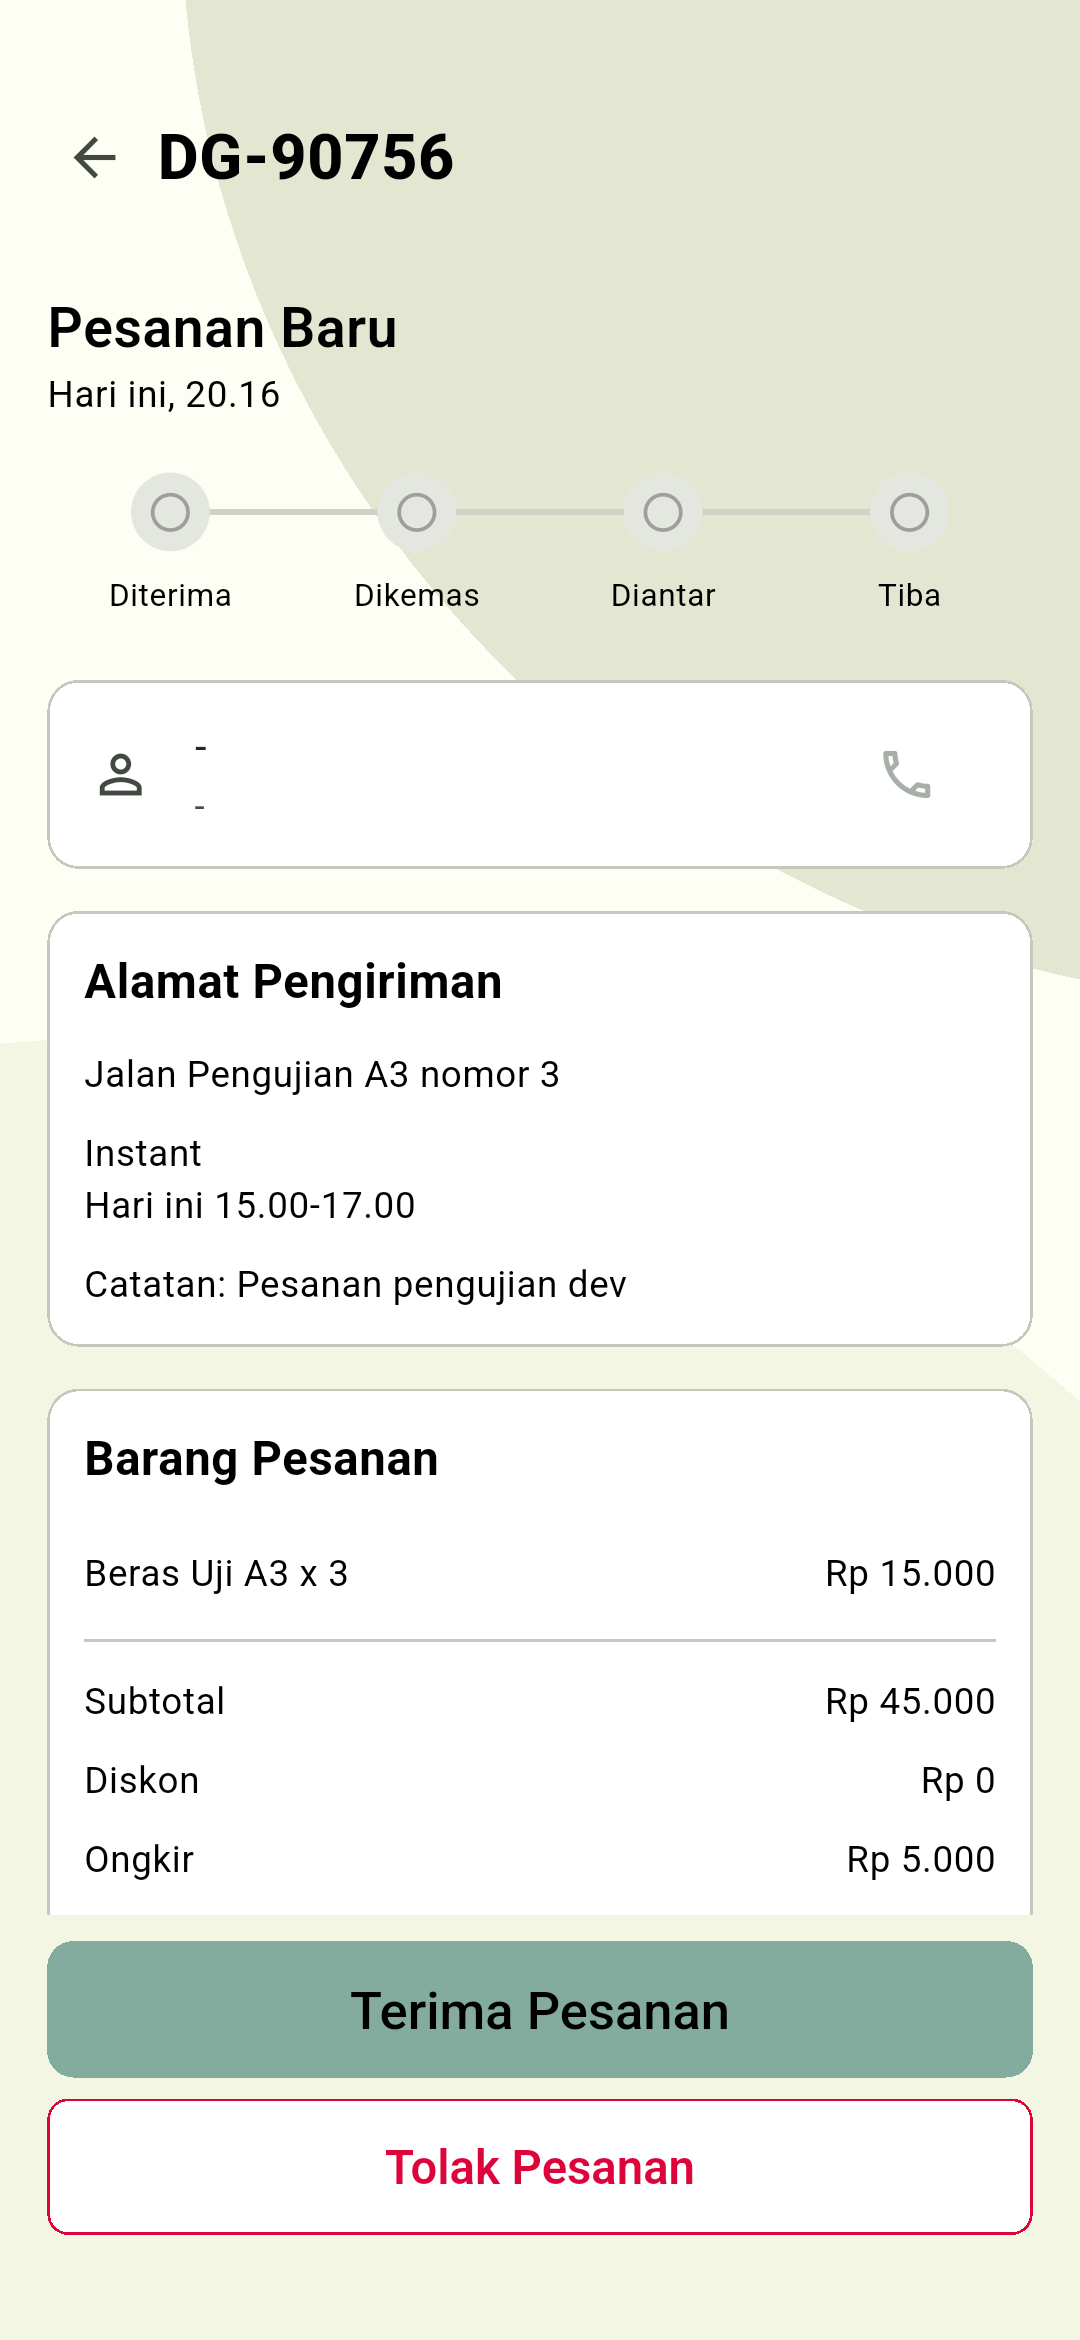 DG-90756
Pesanan Baru
Hari ini, 20.16
Diterima
Dikemas
Diantar
Tiba
-
-
Alamat Pengiriman
Jalan Pengujian A3 nomor 3
Instant
Hari ini 15.00-17.00
Catatan: Pesanan pengujian dev
Barang Pesanan
Beras Uji A3 x 3 Rp 15.000
Subtotal Rp 45.000
Diskon Rp 0
Ongkir Rp 5.000
Terima Pesanan
Tolak Pesanan